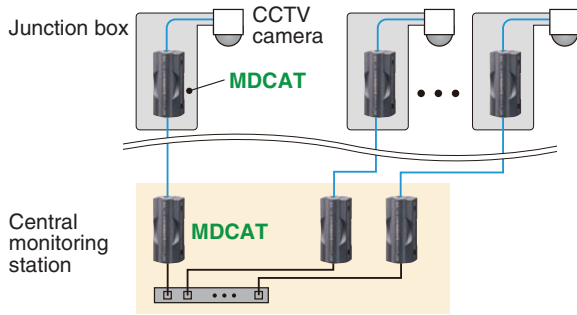 Junction box
CCTV
camera
MDCAT
Central
monitoring
station
MDCAT